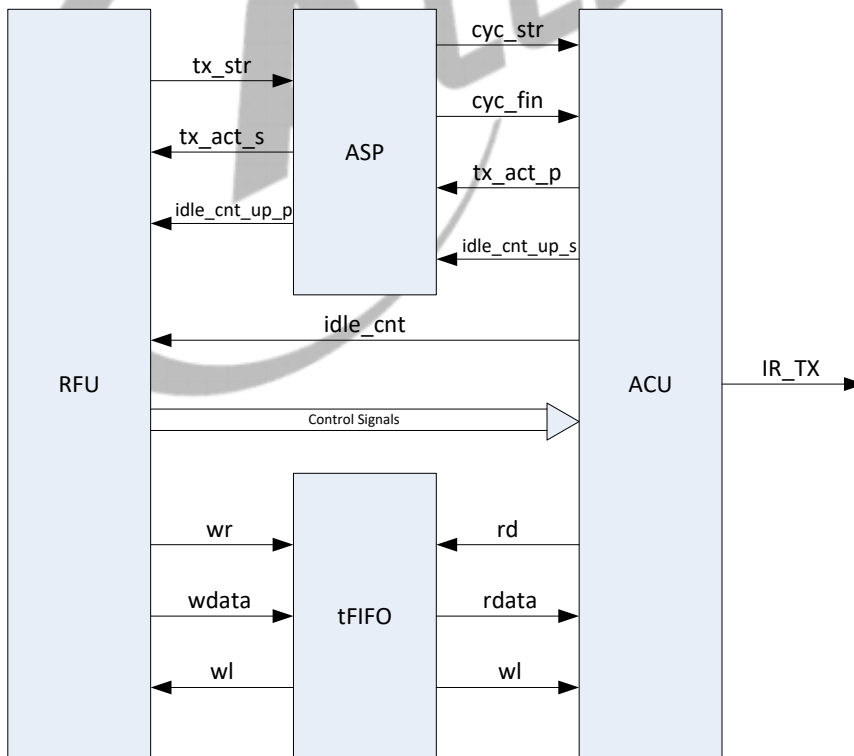 cyc_str
tx_str
cyc_fin
tx_act_s
ASP
tx_act_p
idle_cnt_up_p
idle_cnt_up_s
idle_cnt
RFU
ACU
IR_TX
Control Signals
wr
rd
wdata
tFIFO
rdata
wl
wl